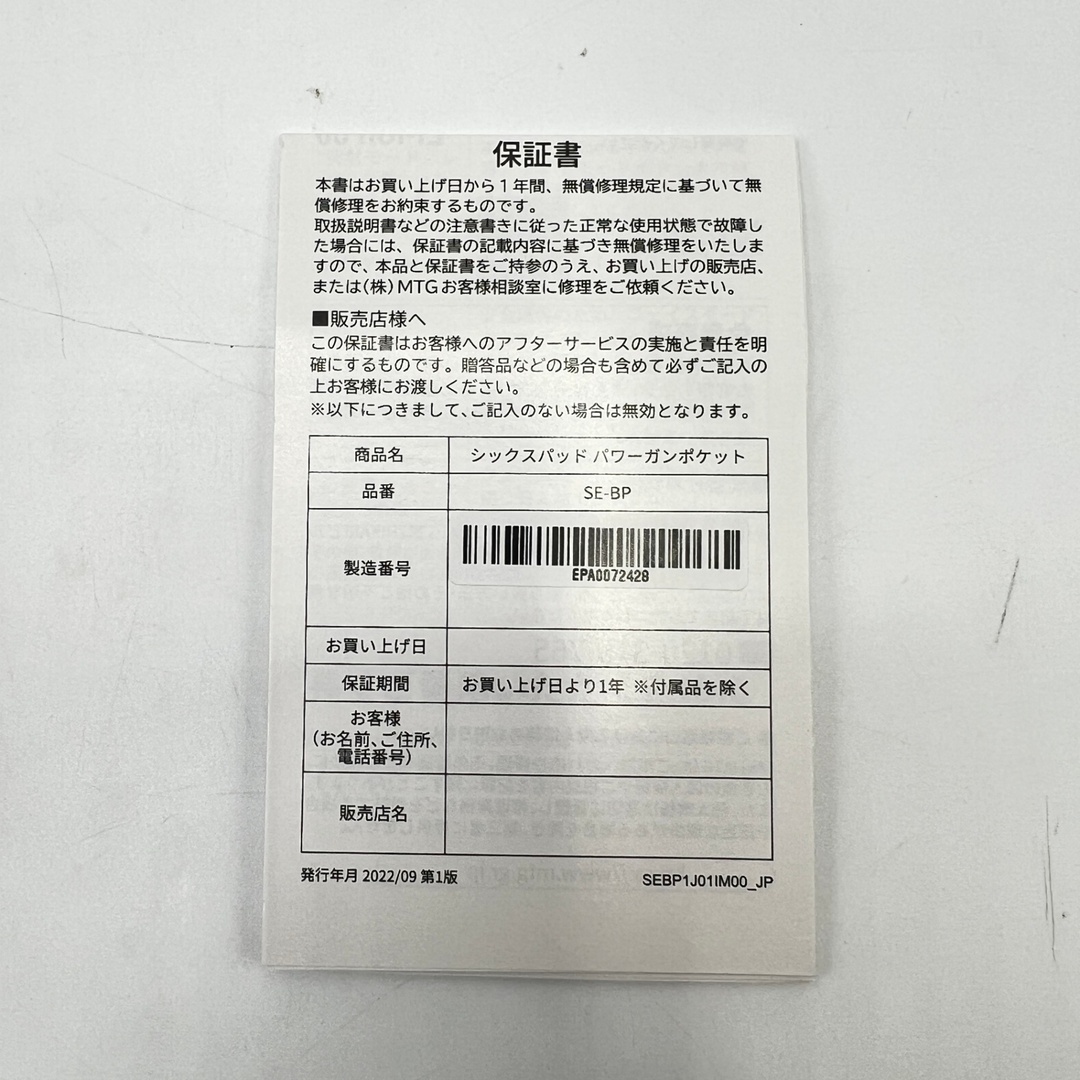 保証書
本書はお買い上げ日から1年間、無償修理規定に基づいて無
償修理をお約束するものです。
取扱説明書などの注意書きに従った正常な使用状態で故障し
た場合には、保証書の記載内容に基づき無償修理をいたしま
すので、本品と保証書をご持参のうえ、お買い上げの販売店、
または(株)MTGお客様相談室に修理をご依頼ください。
■販売店様へ
この保証書はお客様へのアフターサービスの実施と責任を明
確にするものです。贈答品などの場合も含めて必ずご記入の
上お客様にお渡しください。
※以下につきまして、ご記入のない場合は無効となります。
商品名 シックスパッド パワーガンポケット
品番 SE-BP
製造番号 EPA0072428
お買い上げ日
保証期間 お買い上げ日より1年 ※付属品を除く
お客様
(お名前、ご住所、
電話番号)
販売店名
発行年月 2022/09 第1版 SEBP1J01IM00_JP